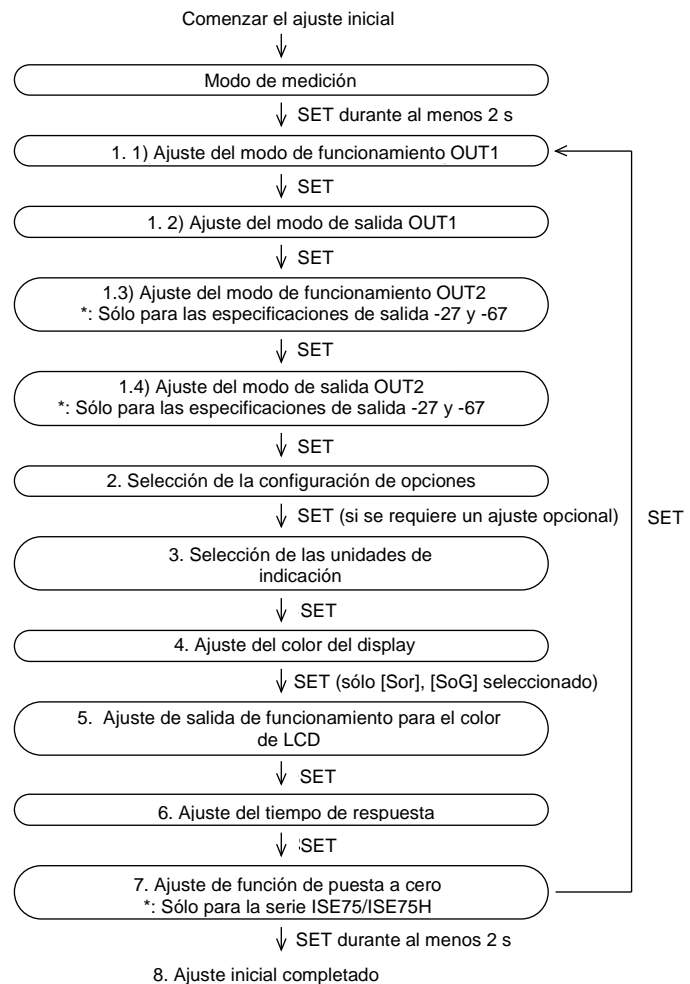 Comenzar el ajuste inicial
Modo de medición
SET durante al menos 2 s
1. 1) Ajuste del modo de funcionamiento OUT1
SET
1. 2) Ajuste del modo de salida OUT1
SET
1.3) Ajuste del modo de funcionamiento OUT2
*: Sólo para las especificaciones de salida -27 y -67
SET
1.4) Ajuste del modo de salida OUT2
*: Sólo para las especificaciones de salida -27 y -67
SET
2. Selección de la configuración de opciones
SET (si se requiere un ajuste opcional)
SET
3. Selección de las unidades de
indicación
SET
4. Ajuste del color del display
SET (sólo [Sor], [SoG] seleccionado)
5. Ajuste de salida de funcionamiento para el color
de LCD
SET
6. Ajuste del tiempo de respuesta
SET
7. Ajuste de función de puesta a cero
*: Sólo para la serie ISE75/ISE75H
SET durante al menos 2 s
8. Ajuste inicial completado